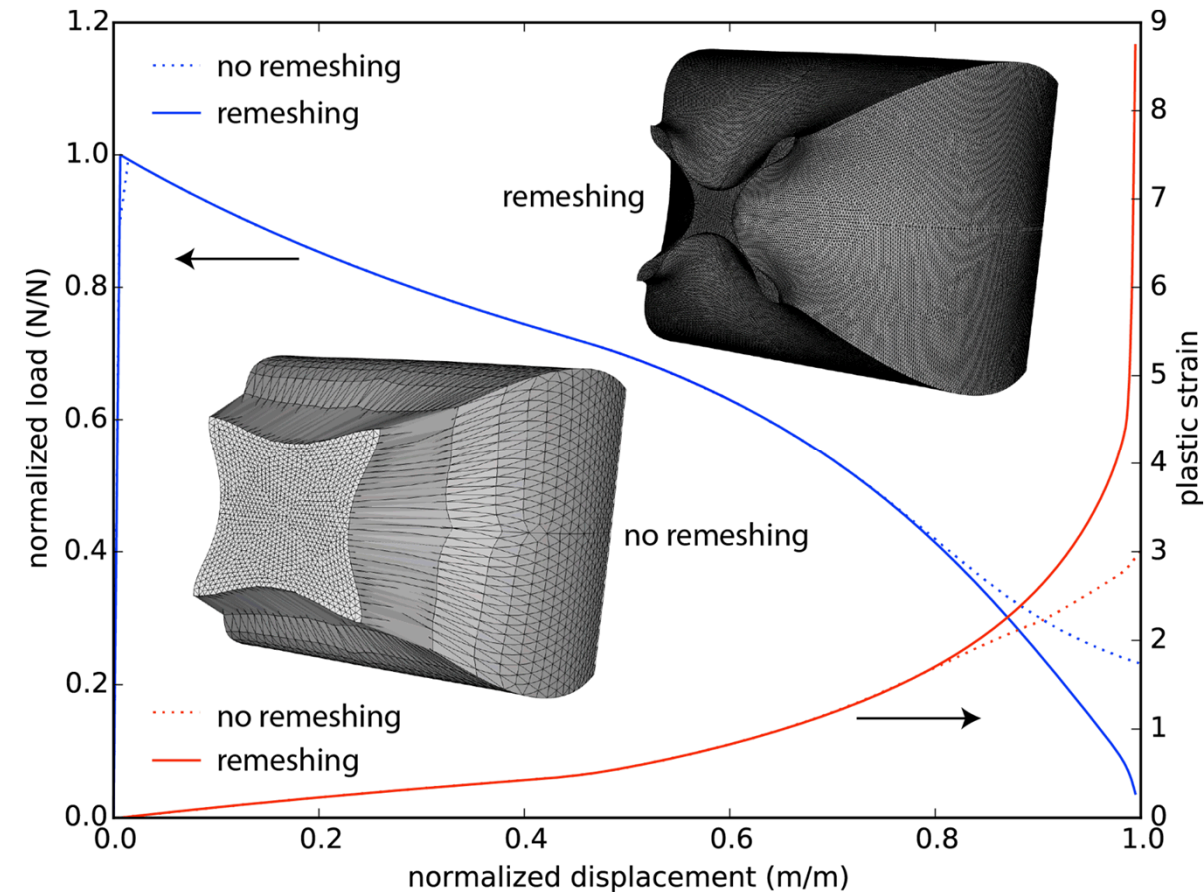 1.2
1.0
0.8
0.6
0.4
0.2
0.0
normalized load (N/N)
no remeshing
remeshing
remeshing
no remeshing
no remeshing
remeshing
9
8
7
6
5
4
3
2
1
0
plastic strain
0.0
0.2
0.4
0.6
0.8
1.0
normalized displacement (m/m)